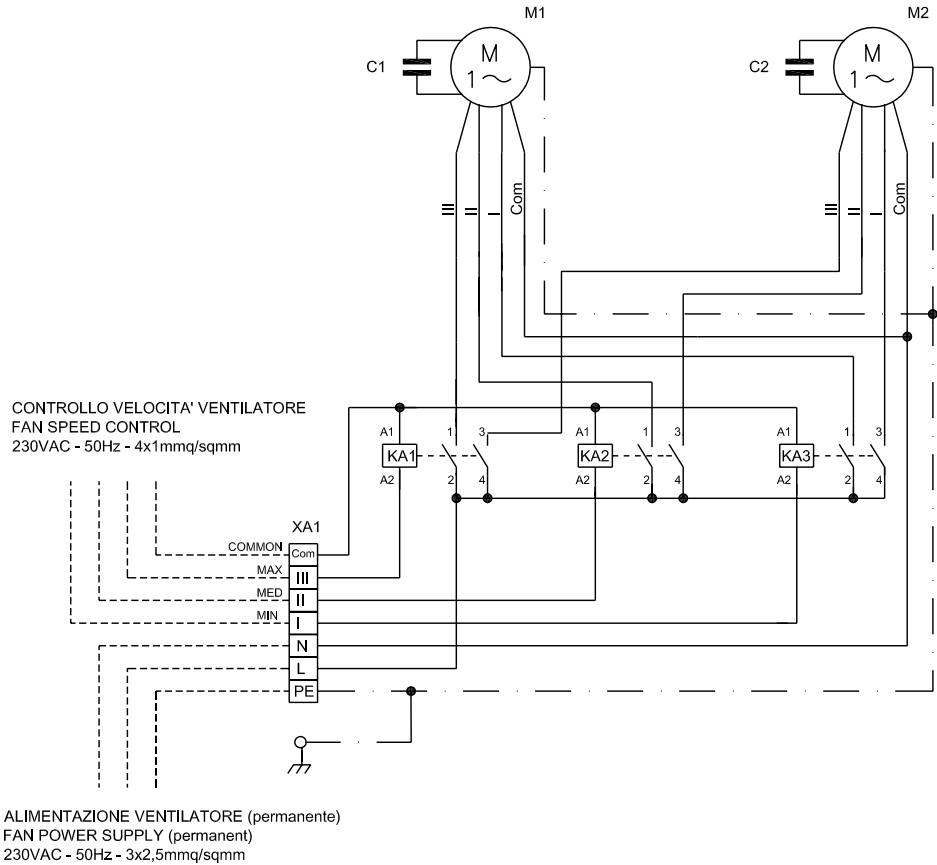 M1
M2
C1
M
1 ~
C2
M
1 ~
III
II
I
Com
III
II
I
Com
CONTROLLO VELOCITA' VENTILATORE
FAN SPEED CONTROL
230VAC - 50Hz - 4x1mmq/sqmm
A1
1
3
A1
1
3
A1
1
3
KA1
KA2
KA3
A2
2
4
A2
2
4
A2
2
4
XA1
COMMON
Com
MAX
III
MED
II
MIN
I
N
L
PE
ALIMENTAZIONE VENTILATORE (permanente)
FAN POWER SUPPLY (permanent)
230VAC - 50Hz - 3x2,5mmq/sqmm